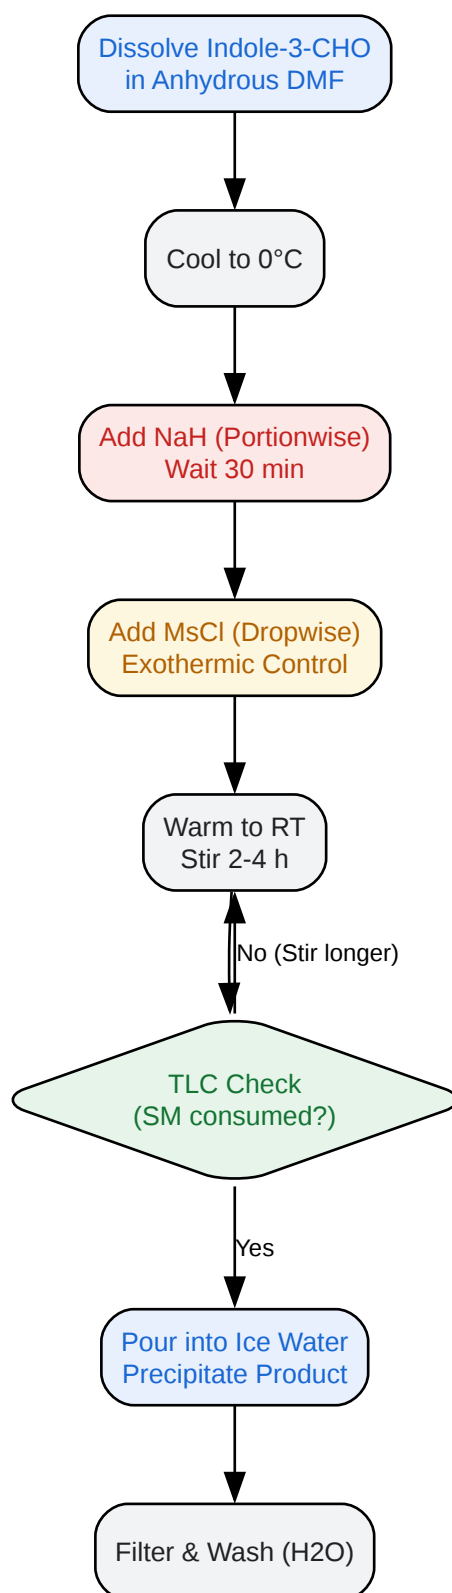 Dissolve Indole-3-CHO
in Anhydrous DMF
Cool to 0°C
Add NaH (Portionwise)
Wait 30 min
Add MsCl (Dropwise)
Exothermic Control
Warm to RT
Stir 2-4 h
No (Stir longer)
TLC Check
(SM consumed?)
Yes
Pour into Ice Water
Precipitate Product
Filter & Wash (H2O)